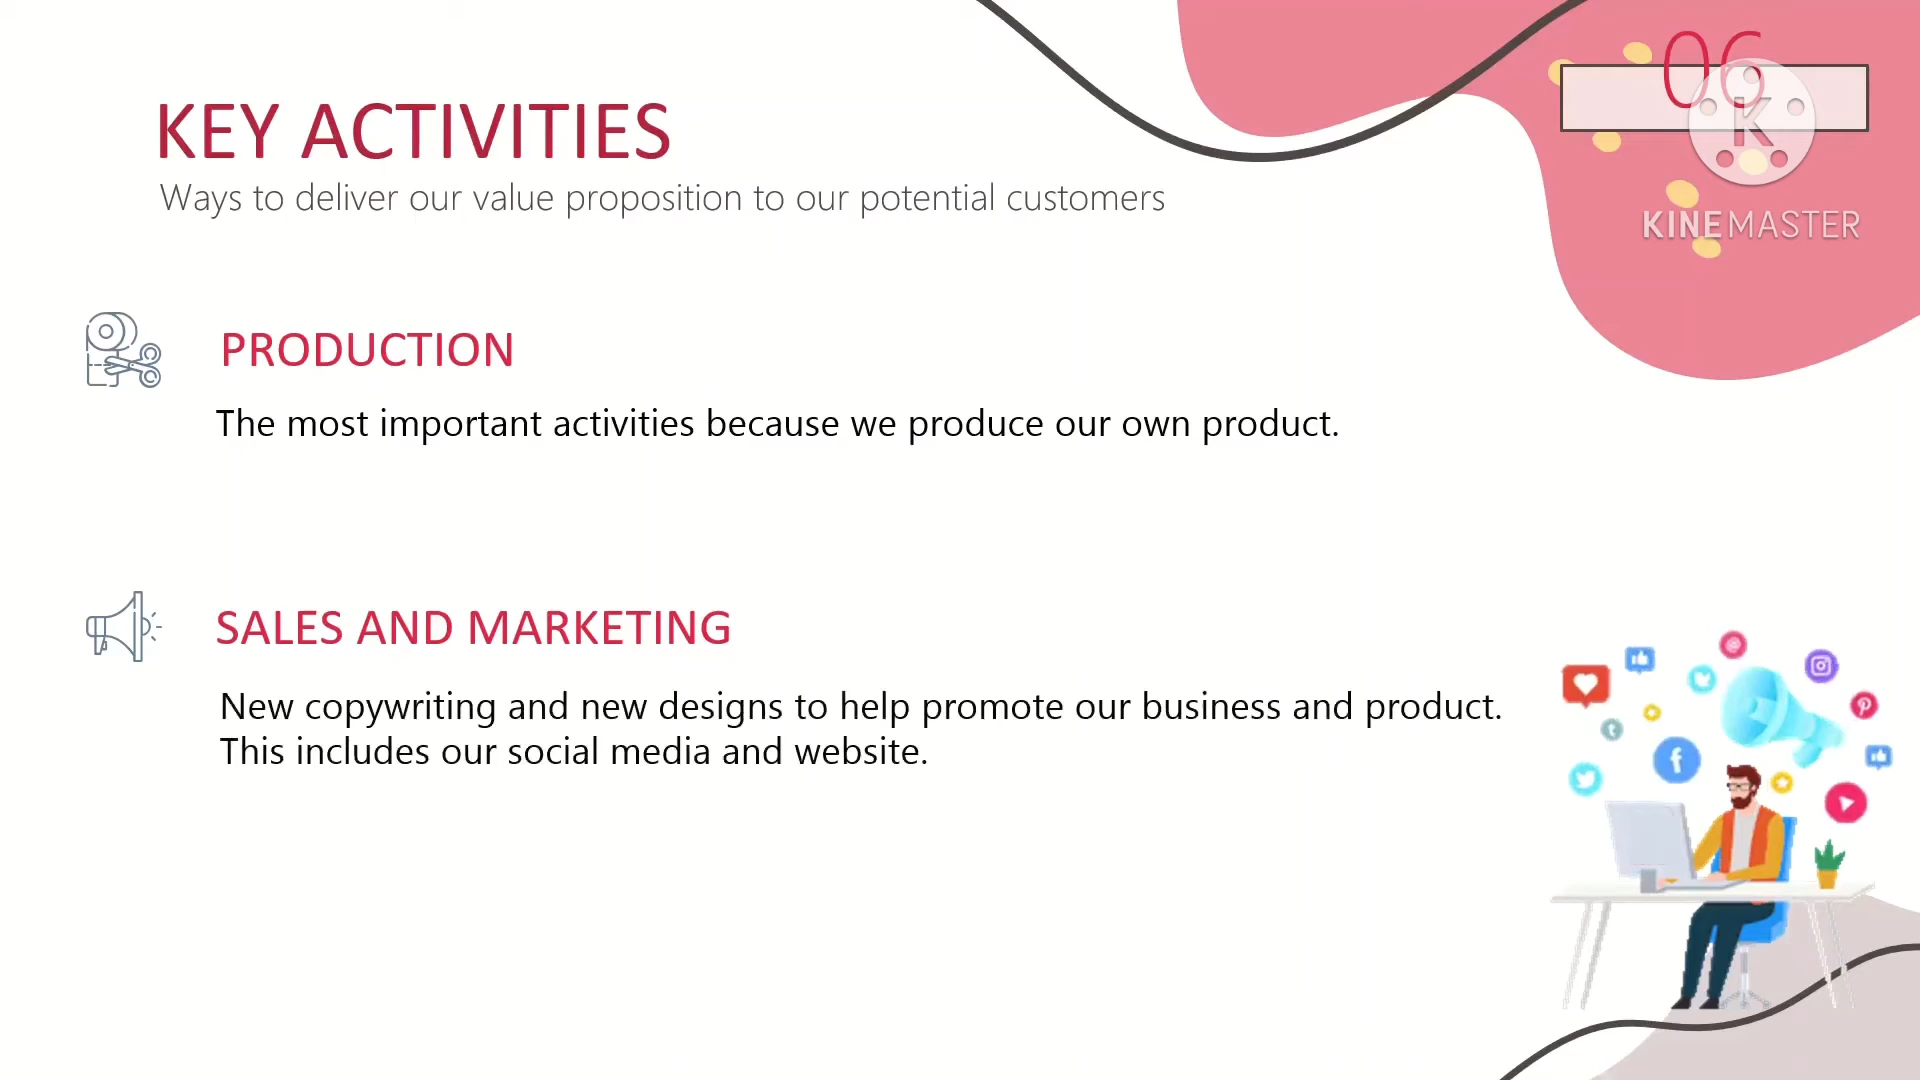 06
K
KINEMASTER
KEY ACTIVITIES
Ways to deliver our value proposition to our potential customers
PRODUCTION
The most important activities because we produce our own product.
SALES AND MARKETING
New copywriting and new designs to help promote our business and product.
This includes our social media and website.